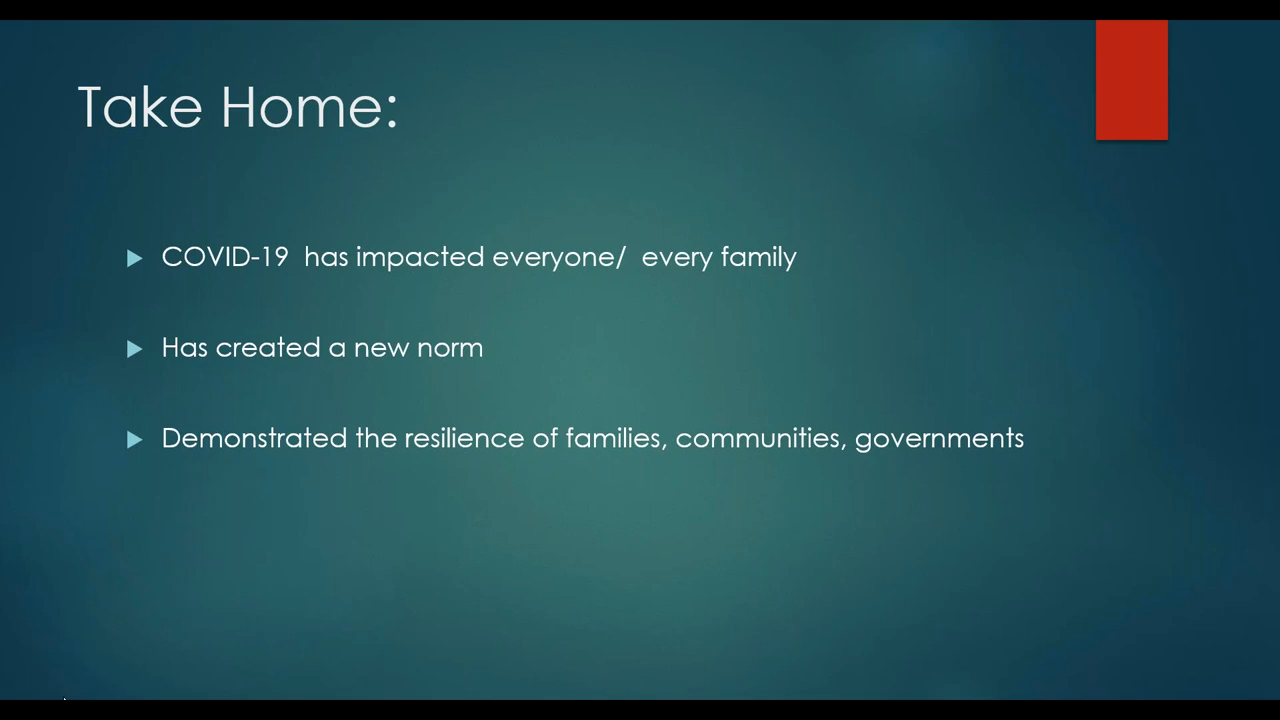 Take Home:
COVID-19  has impacted everyone/  every family
Has created a new norm
Demonstrated the resilience of families, communities, governments